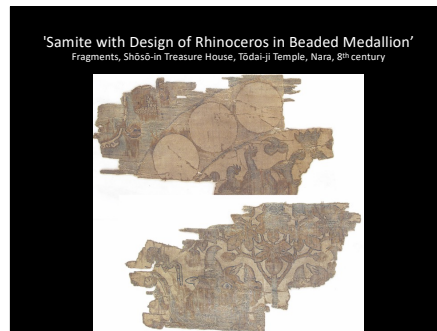 'Samite with Design of Rhinoceros in Beaded Medallion’
Fragments, Shōsō-in Treasure House, Tōdai-ji Temple, Nara, 8th century